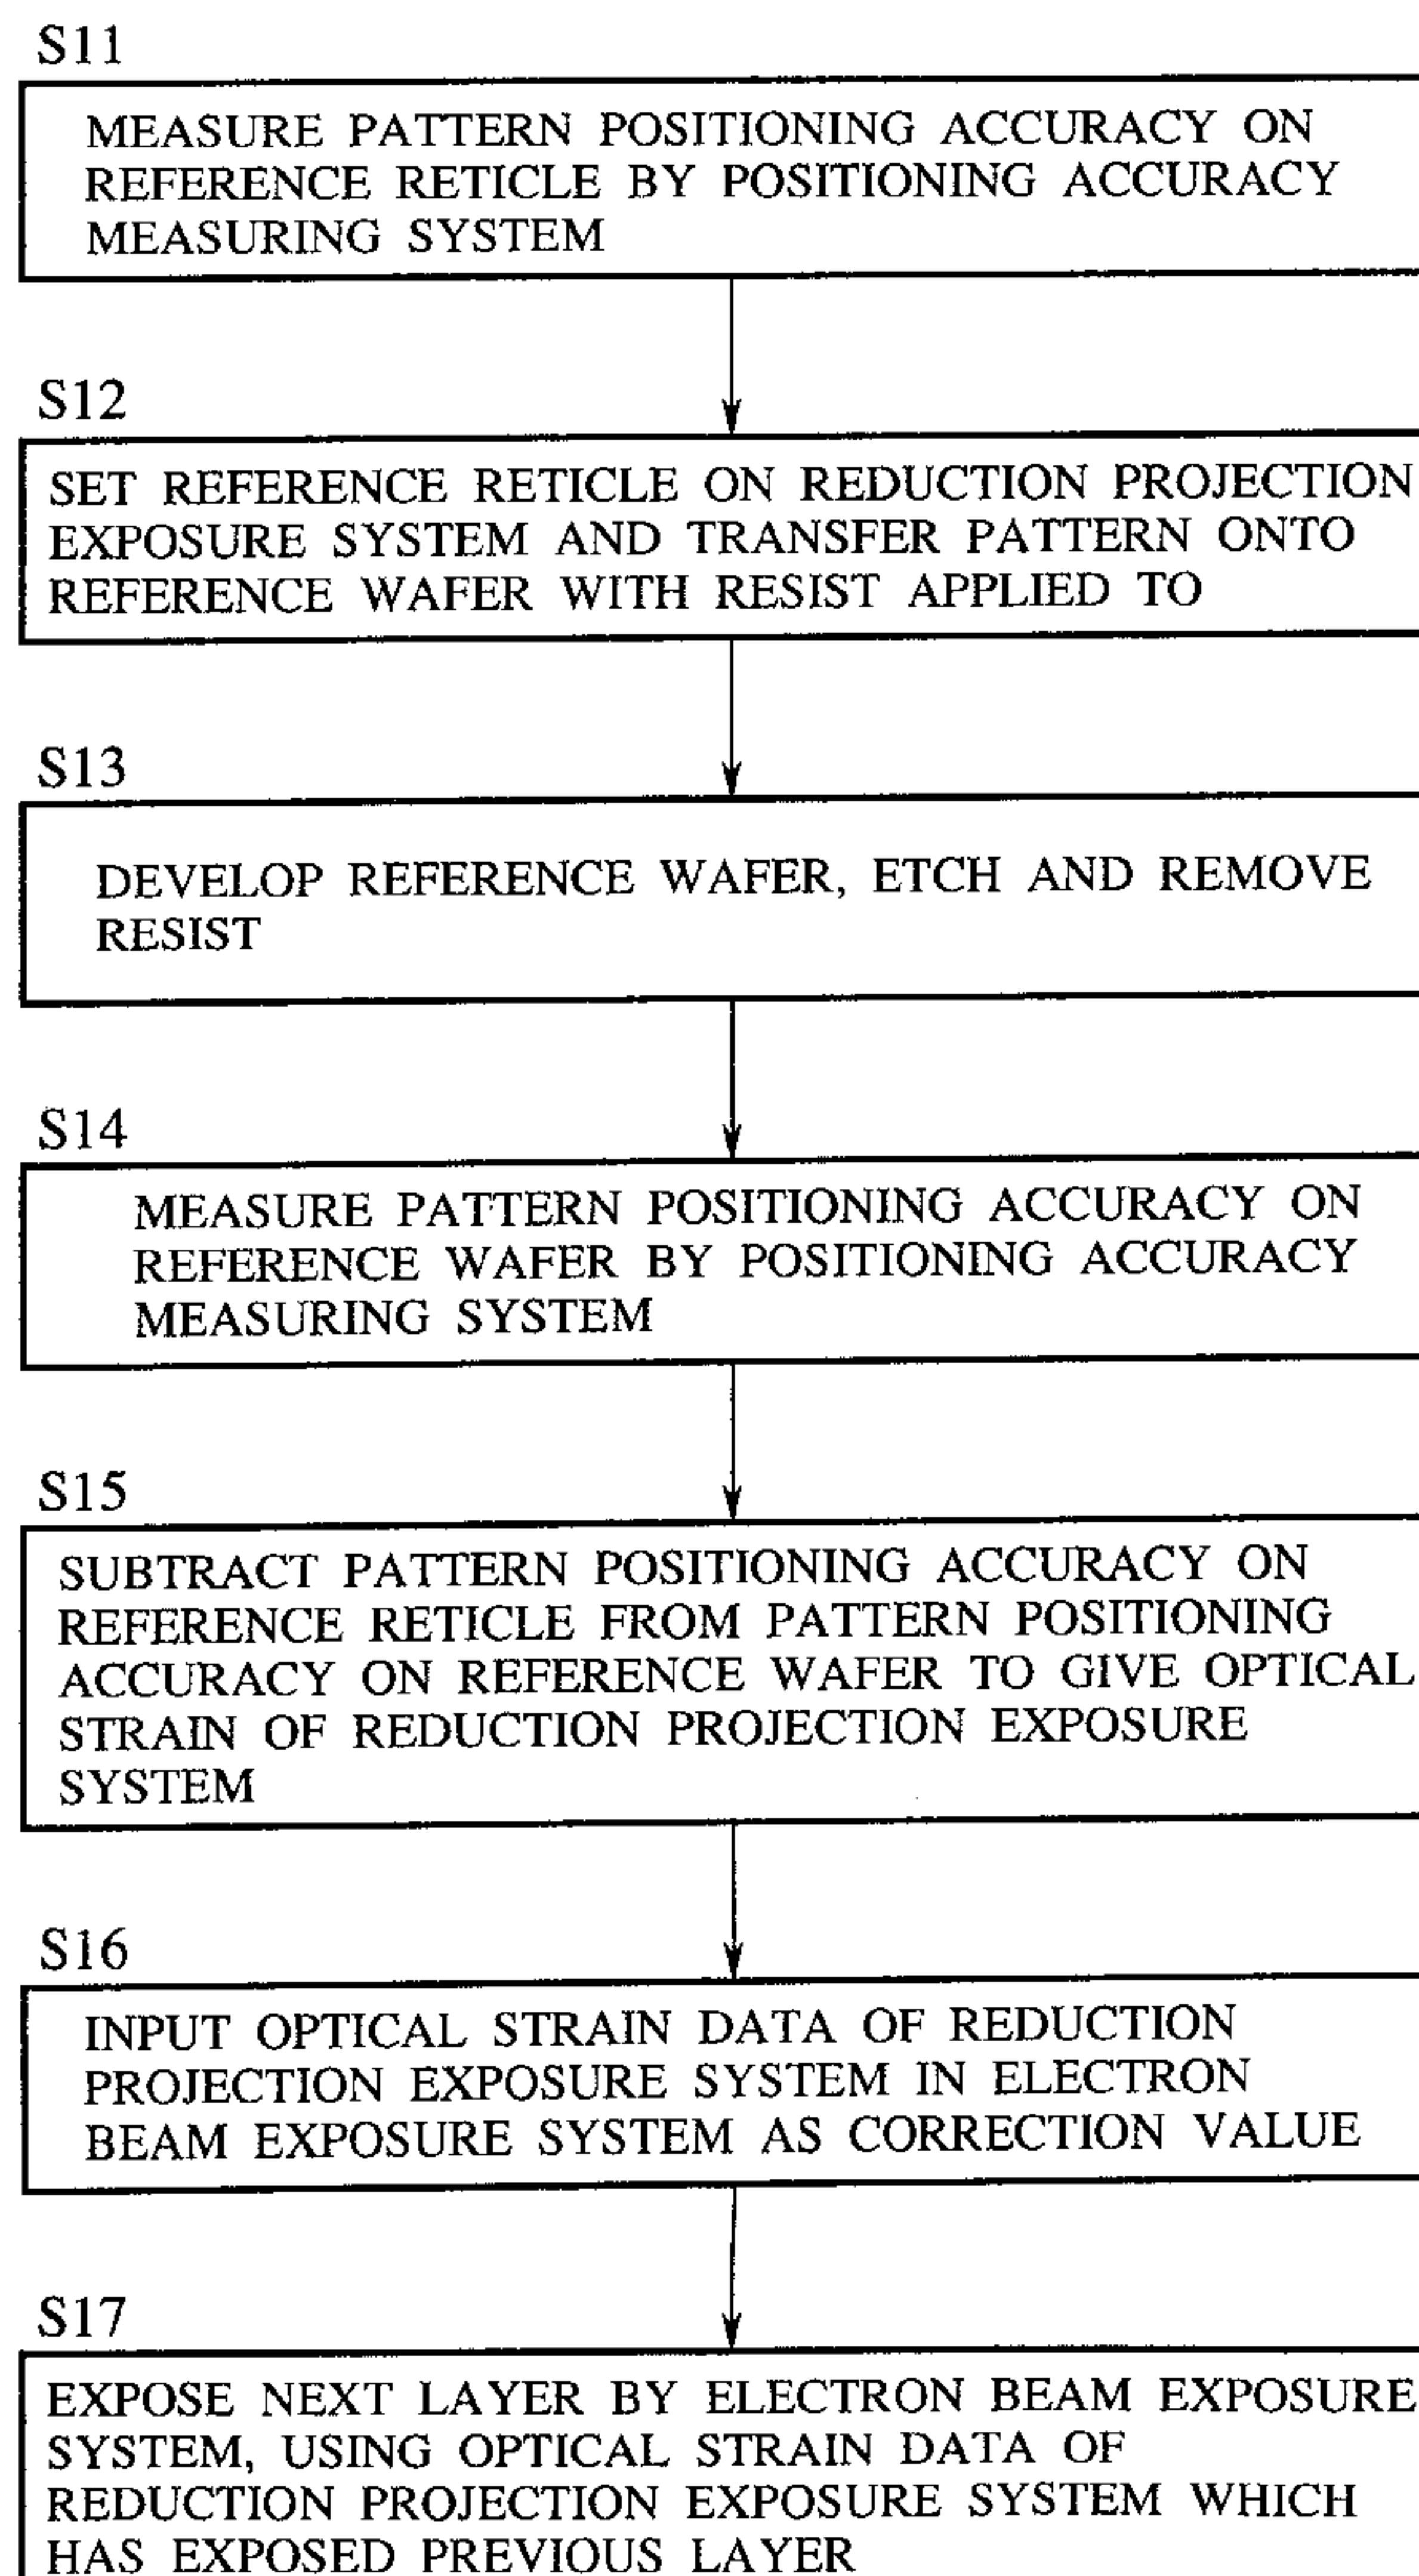 S11
MEASURE PATTERN POSITIONING ACCURACY ON
REFERENCE RETICLE BY POSITIONING ACCURACY
MEASURING SYSTEM
S12
SET REFERENCE RETICLE ON REDUCTION PROJECTION
EXPOSURE SYSTEM AND TRANSFER PATTERN ONTO
REFERENCE WAFER WITH RESIST APPLIED TO
S13
DEVELOP REFERENCE WAFER, ETCH AND REMOVE
RESIST
S14
MEASURE PATTERN POSITIONING ACCURACY ON
REFERENCE WAFER BY POSITIONING ACCURACY
MEASURING SYSTEM
S15
SUBTRACT PATTERN POSITIONING ACCURACY ON
REFERENCE RETICLE FROM PATTERN POSITIONING
ACCURACY ON REFERENCE WAFER TO GIVE OPTICAL
STRAIN OF REDUCTION PROJECTION EXPOSURE
SYSTEM
S16
INPUT OPTICAL STRAIN DATA OF REDUCTION
PROJECTION EXPOSURE SYSTEM IN ELECTRON
BEAM EXPOSURE SYSTEM AS CORRECTION VALUE
S17
EXPOSE NEXT LAYER BY ELECTRON BEAM EXPOSURE
SYSTEM, USING OPTICAL STRAIN DATA OF
REDUCTION PROJECTION EXPOSURE SYSTEM WHICH
HAS EXPOSED PREVIOUS LAYER